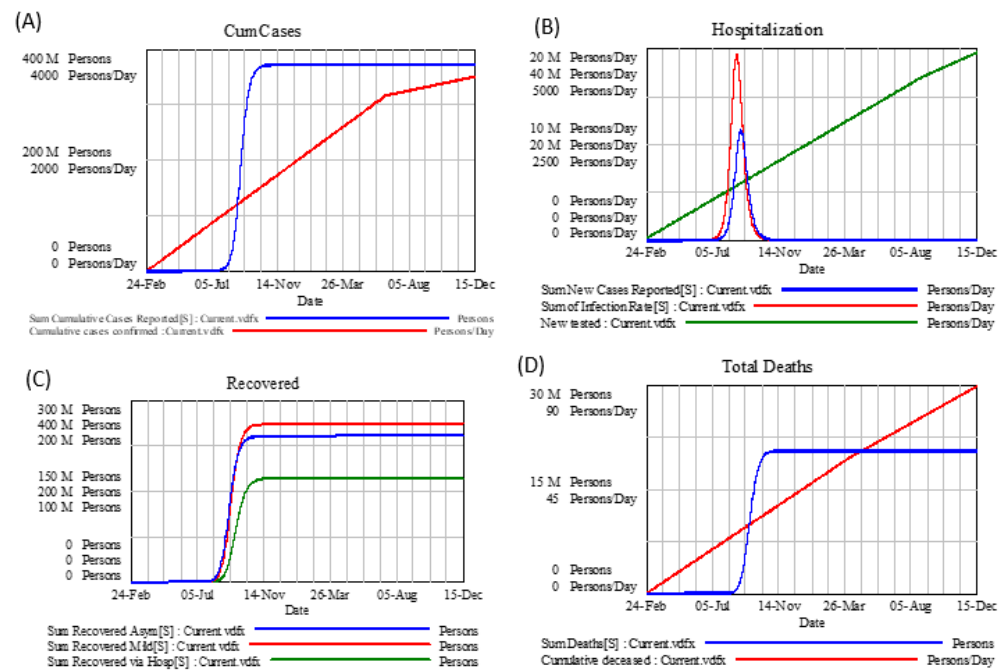 (A)
CumCases
400 M Persons
4000 Persons/Day
200 M Persons
2000 Persons/Day
0 Persons
0 Persons/Day
24-Feb 05-Jul 14-Nov 26-Mar 05-Aug 15-Dec
Date
Sum Cumulative Cases Reported[S] : Current.vdfx Persons
Cumulative cases confirmed : Current.vdfx Persons/Day
(B)
Hospitalization
20 M Persons/Day
40 M Persons/Day
5000 Persons/Day
10 M Persons/Day
20 M Persons/Day
2500 Persons/Day
0 Persons/Day
0 Persons/Day
0 Persons/Day
24-Feb 05-Jul 14-Nov 26-Mar 05-Aug 15-Dec
Date
Sum New Cases Reported[S] : Current.vdfx Persons/Day
Sum of Infection Rate[S] : Current.vdfx Persons/Day
New tested : Current.vdfx Persons/Day
(C)
Recovered
300 M Persons
400 M Persons
200 M Persons
150 M Persons
200 M Persons
100 M Persons
0 Persons
0 Persons
0 Persons
24-Feb 05-Jul 14-Nov 26-Mar 05-Aug 15-Dec
Date
Sum Recovered Asym[S] : Current.vdfx Persons
Sum Recovered Mild[S] : Current.vdfx Persons
Sum Recovered via Hosp[S] : Current.vdfx Persons
(D)
Total Deaths
30 M Persons
90 Persons/Day
15 M Persons
45 Persons/Day
0 Persons
0 Persons/Day
24-Feb 05-Jul 14-Nov 26-Mar 05-Aug 15-Dec
Date
Sum Deaths[S] : Current.vdfx Persons
Cumulative deceased : Current.vdfx Persons/Day